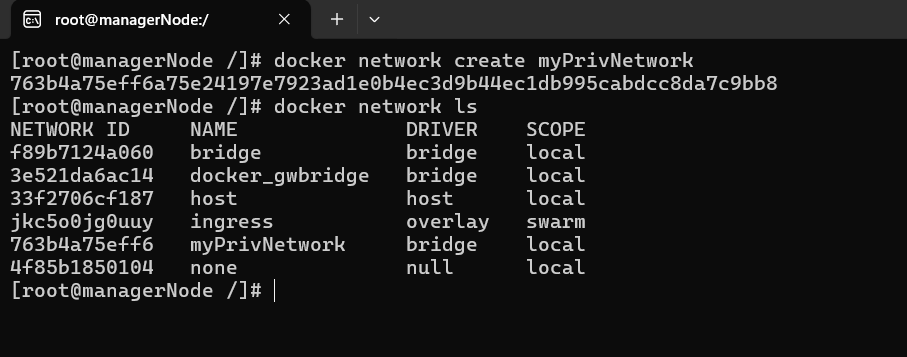 root@managerNode:/
[root@managerNode /]# docker network create myPrivNetwork
763b4a75eff6a75e24197e7923ad1e0b4ec3d9b44ec1db995cabdcc8da7c9bb8
[root@managerNode /]# docker network ls
NETWORK ID     NAME              DRIVER    SCOPE
f89b7124a060   bridge            bridge    local
3e521da6ac14   docker_gwbridge   bridge    local
33f2706cf187   host              host      local
jkc5o0jg0uuy   ingress           overlay   swarm
763b4a75eff6   myPrivNetwork     bridge    local
4f85b1850104   none              null      local
[root@managerNode /]#